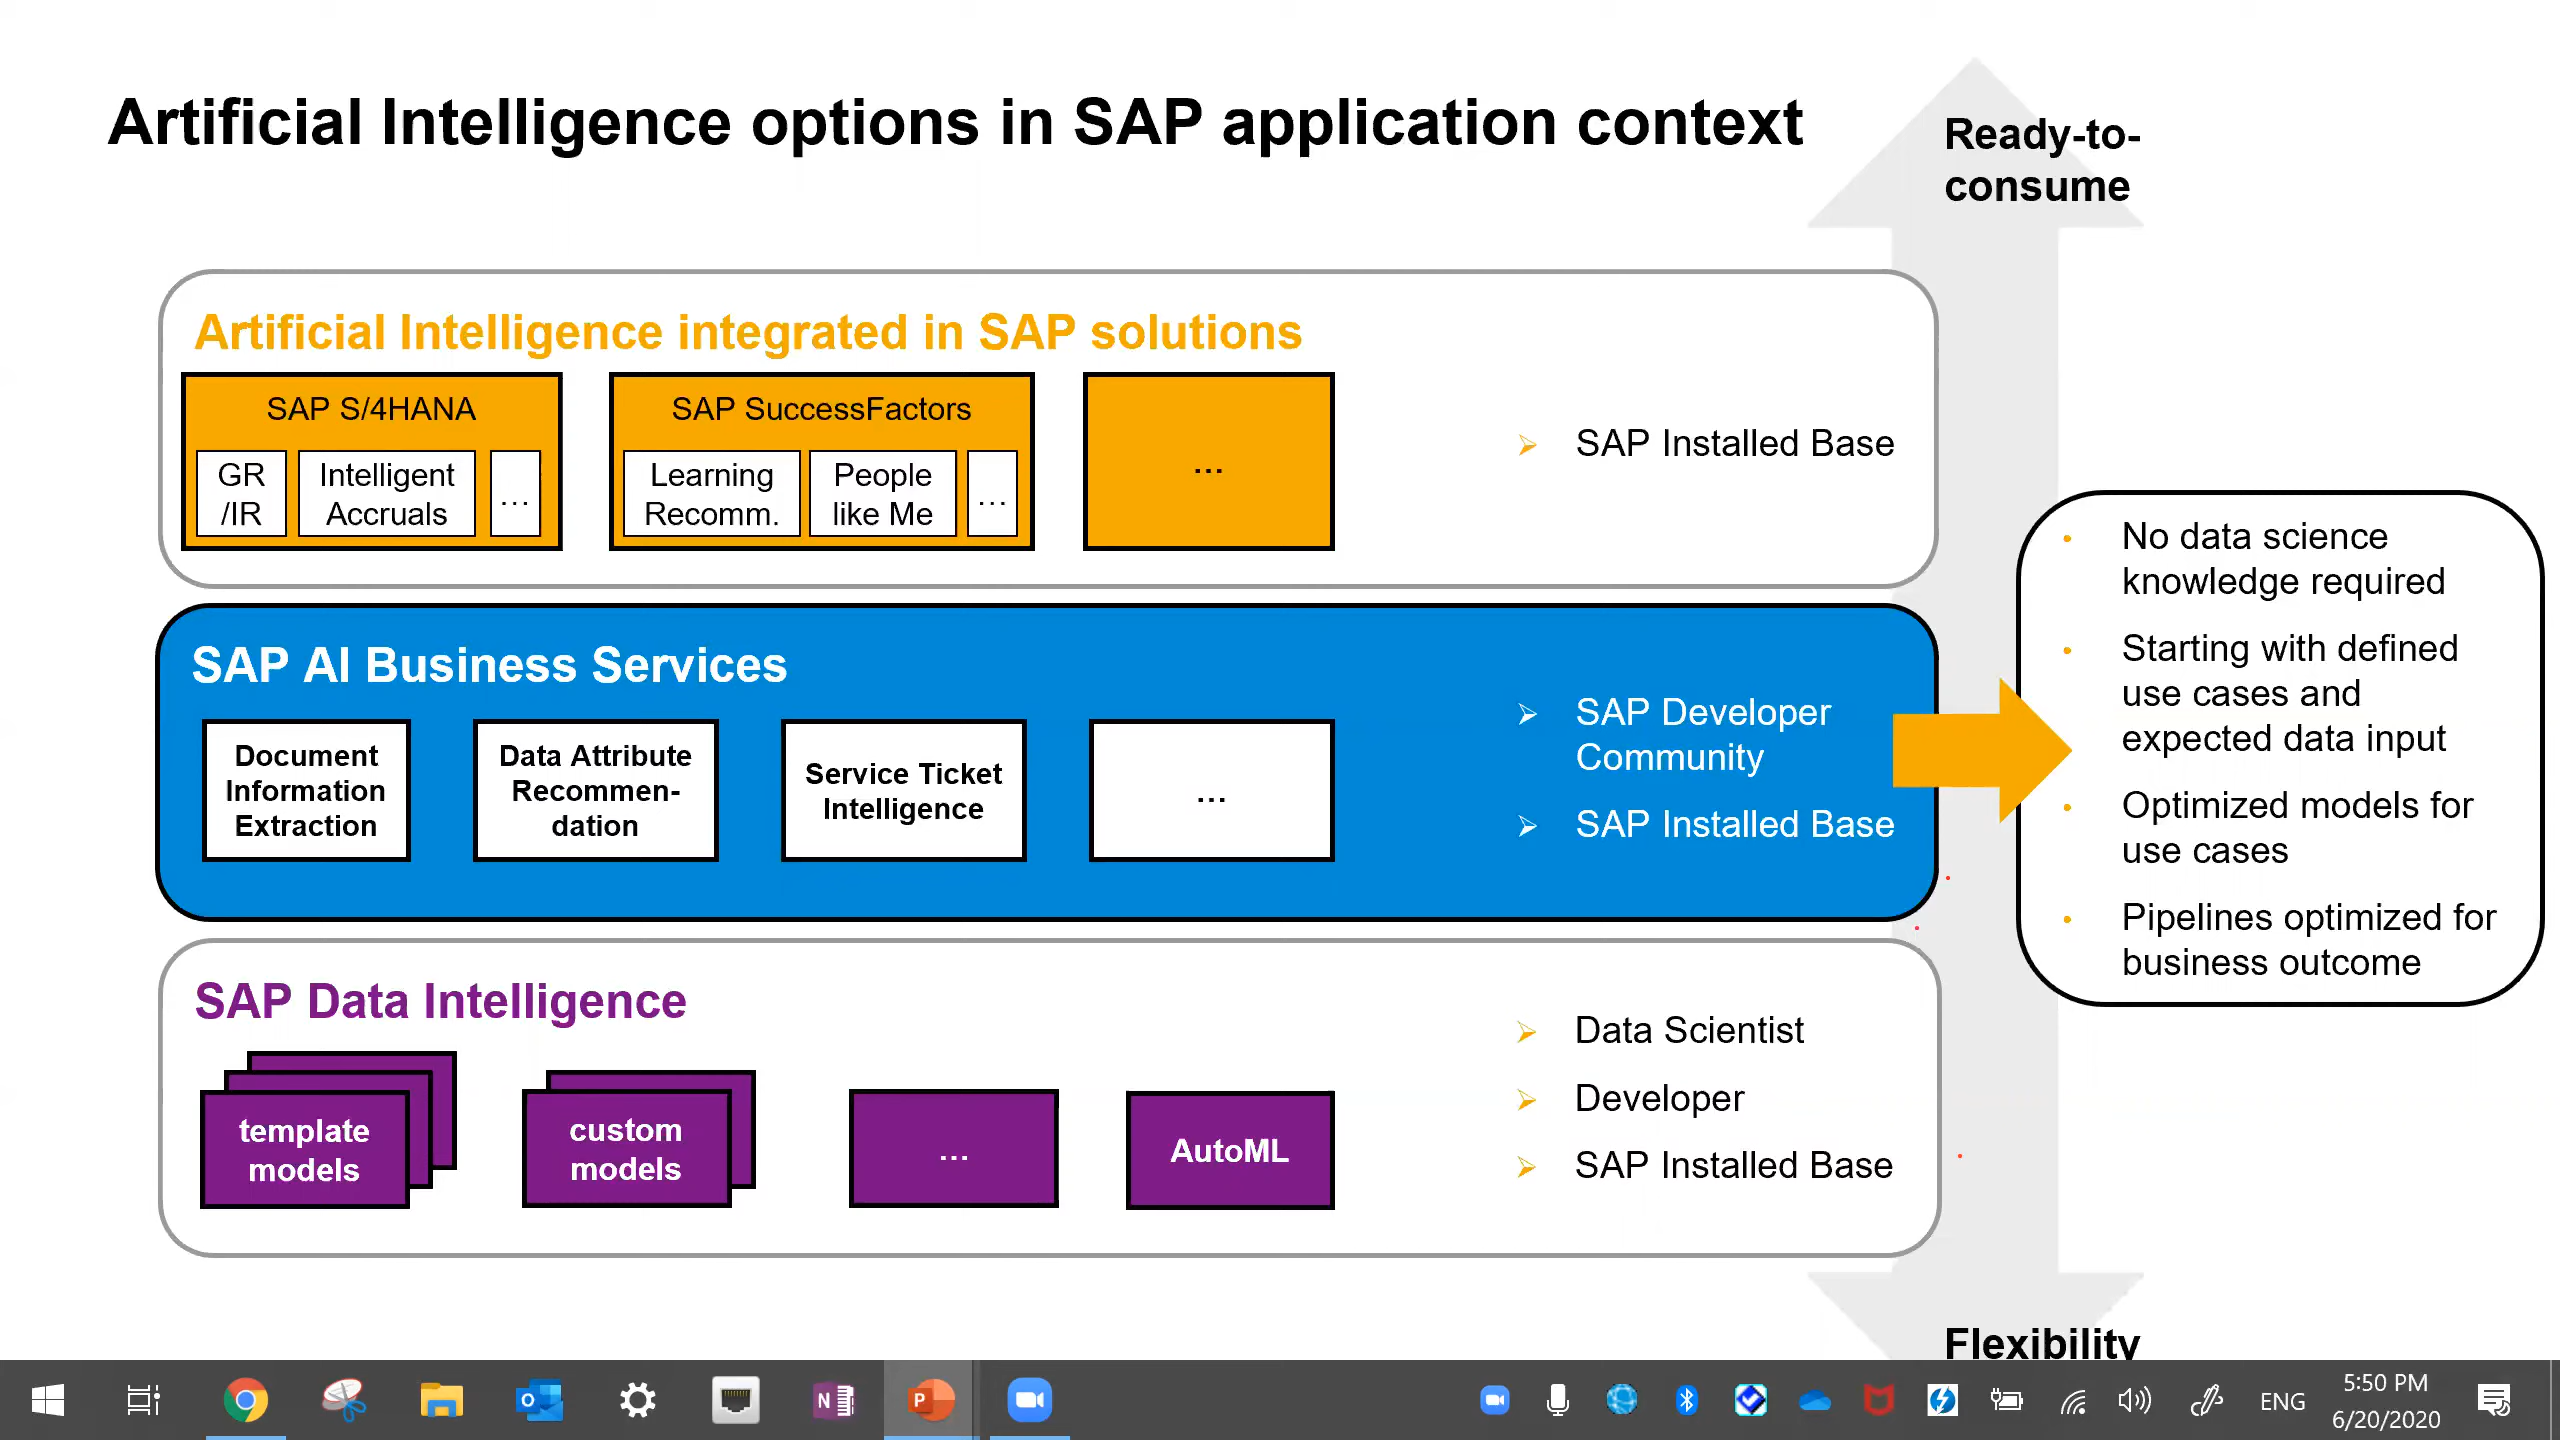 Artificial Intelligence options in SAP application context
Ready-to-
consume
Artificial Intelligence integrated in SAP solutions
SAP S/4HANA
GR
/IR
Intelligent
Accruals
...
SAP SuccessFactors
Learning
Recomm.
People
like Me
...
...
➢ SAP Installed Base
SAP AI Business Services
Document
Information
Extraction
Data Attribute
Recommen-
dation
Service Ticket
Intelligence
...
➢ SAP Developer
Community
➢ SAP Installed Base
• No data science
knowledge required
• Starting with defined
use cases and
expected data input
• Optimized models for
use cases
• Pipelines optimized for
business outcome
SAP Data Intelligence
template
models
custom
models
...
AutoML
➢ Data Scientist
➢ Developer
➢ SAP Installed Base
Flexibility
ENG
5:50 PM
6/20/2020